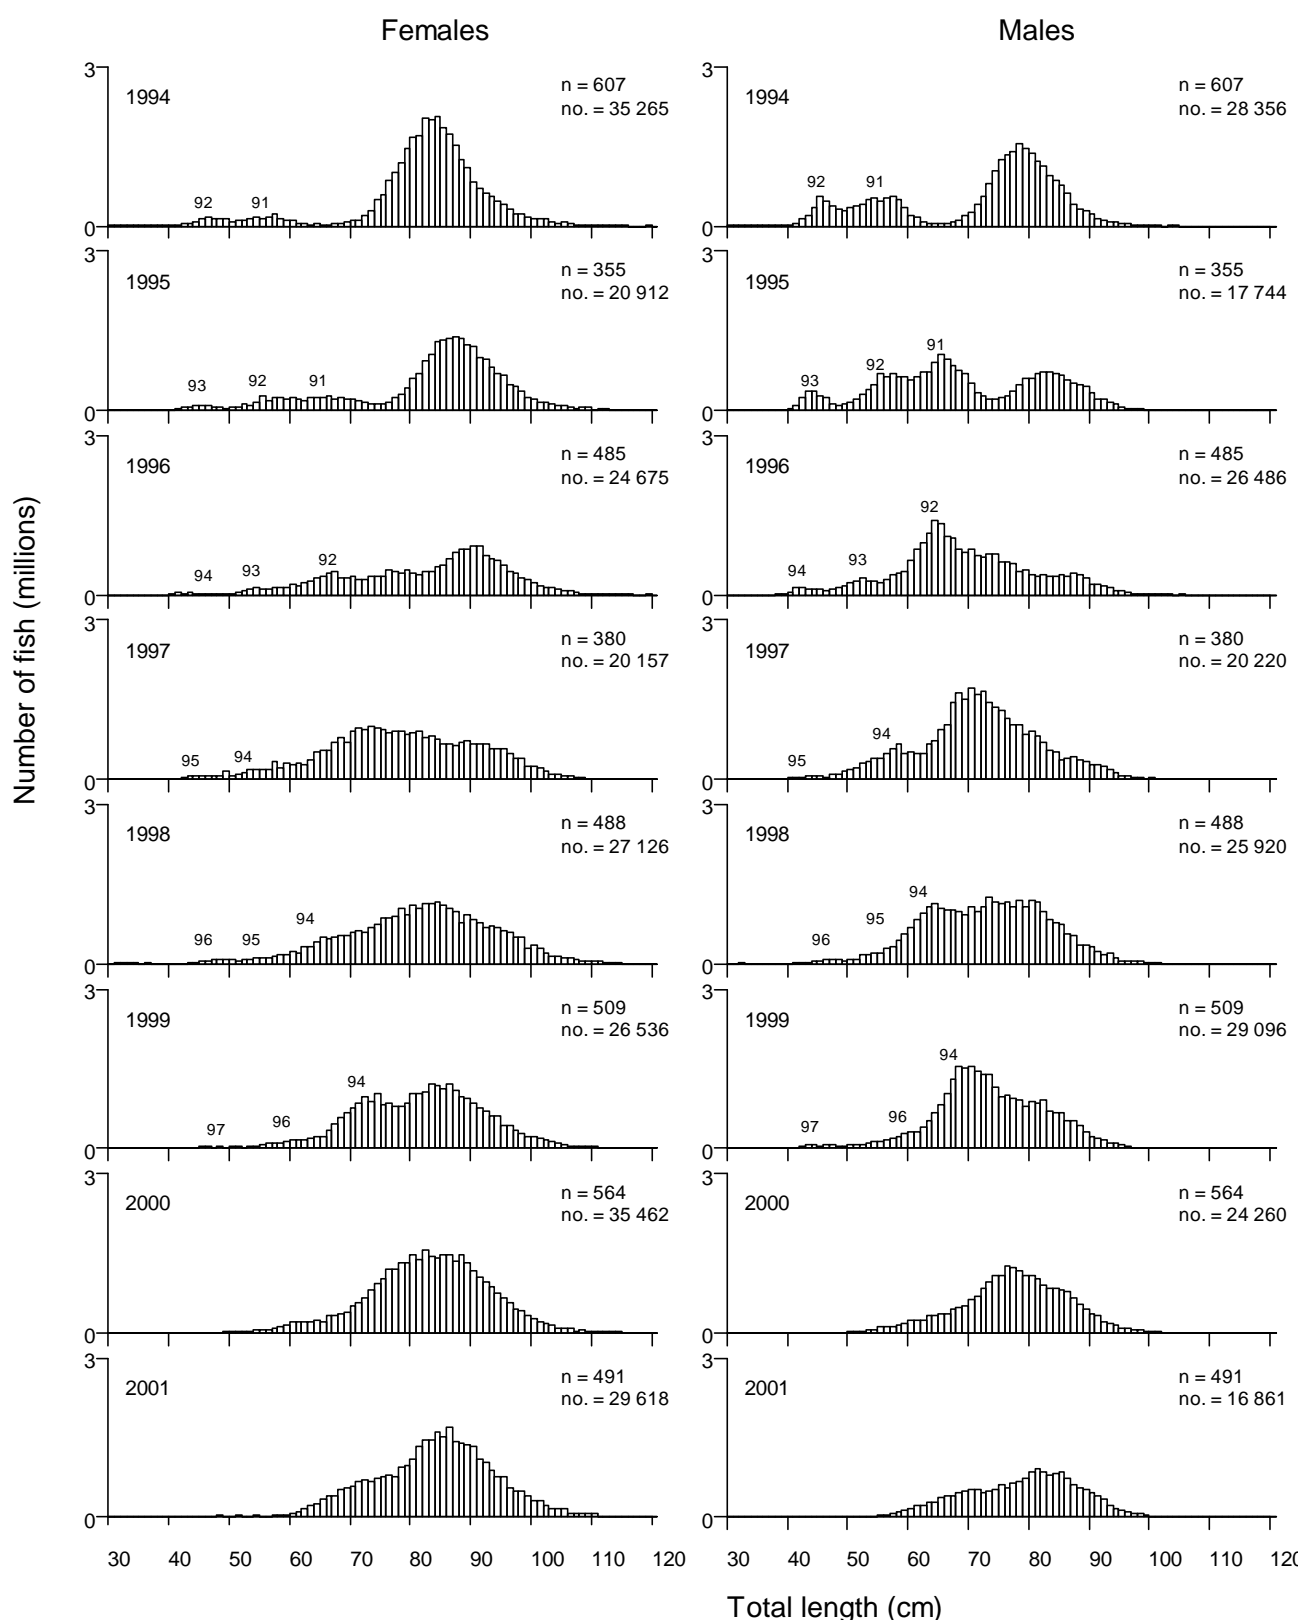 Females Males
3 3
1994 n = 607 1994 n = 607
no. = 35 265 no. = 28 356
92 91 92 91
0 0
3 3
1995 n = 355 1995 n = 355
no. = 20 912 no. = 17 744
93 92 91 93 92 91
0 0
3 3
1996 n = 485 1996 n = 485
no. = 24 675 no. = 26 486
94 93 92 94 93 92
0 0
3 3
1997 n = 380 1997 n = 380
no. = 20 157 no. = 20 220
95 94 95 94
0 0
3 3
1998 n = 488 1998 n = 488
no. = 27 126 no. = 25 920
96 95 94 96 95 94
0 0
3 3
1999 n = 509 1999 n = 509
no. = 26 536 no. = 29 096
97 96 94 97 96 94
0 0
3 3
2000 n = 564 2000 n = 564
no. = 35 462 no. = 24 260
0 0
3 3
2001 n = 491 2001 n = 491
no. = 29 618 no. = 16 861
0 0
30 40 50 60 70 80 90 100 110 120 30 40 50 60 70 80 90 100 110 120
Total length (cm)
Number of fish (millions)